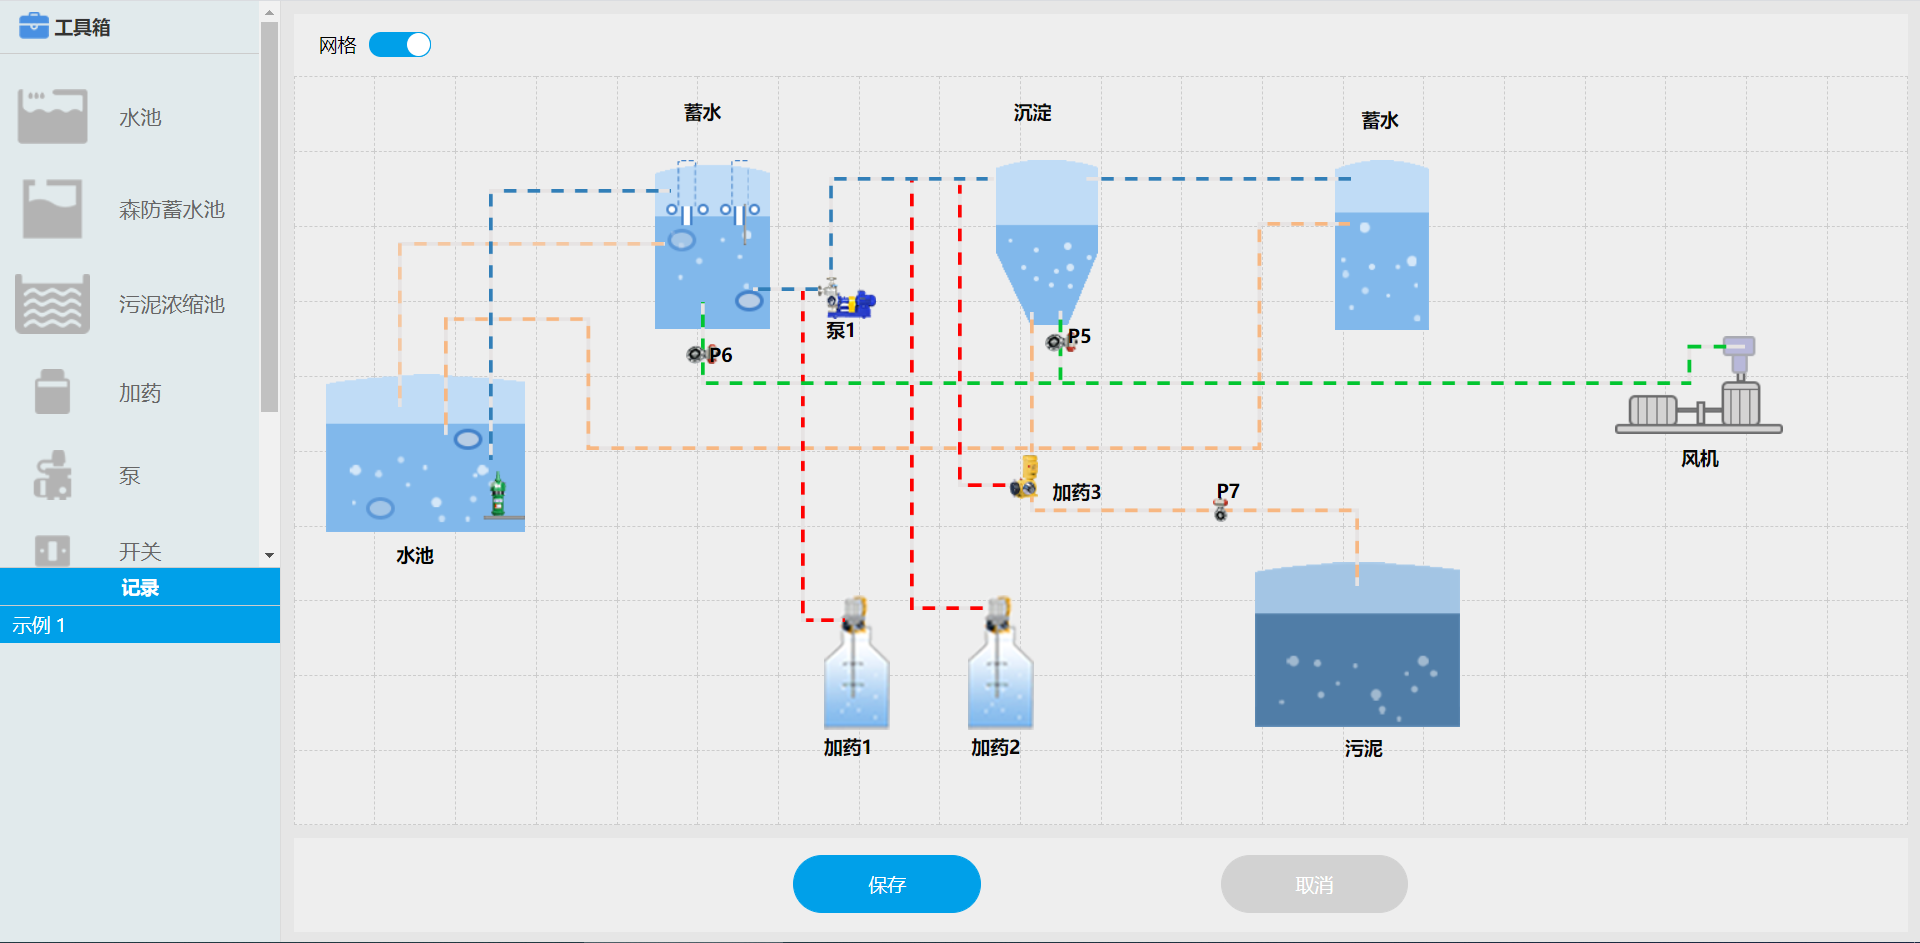 工具箱
水池
森防蓄水池
污泥浓缩池
加药
泵
开关
记录
示例 1
网格
蓄水
沉淀
蓄水
泵1
P6
P5
风机
加药3
P7
水池
加药1
加药2
污泥
保存
取消